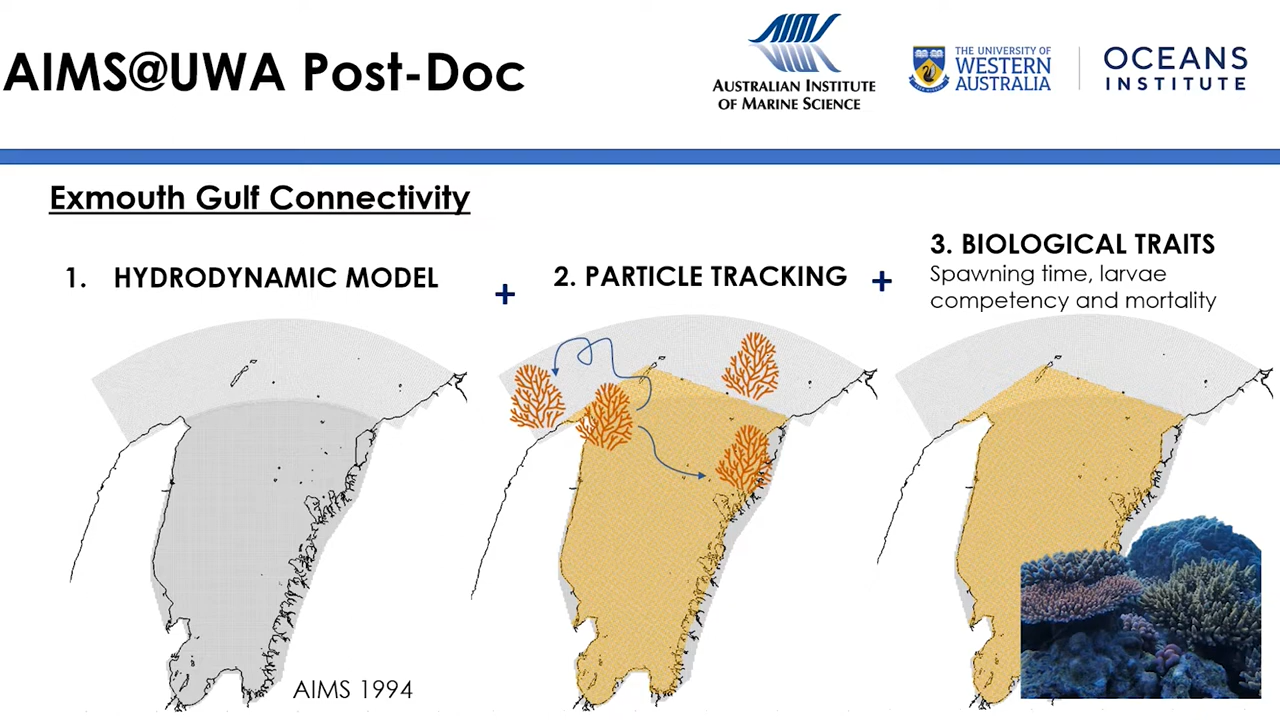 AIMS@UWA Post-Doc
AUSTRALIAN INSTITUTE
OF MARINE SCIENCE
THE UNIVERSITY OF
WESTERN
AUSTRALIA
OCEANS
INSTITUTE
Exmouth Gulf Connectivity
1. HYDRODYNAMIC MODEL
+
2. PARTICLE TRACKING
+
3. BIOLOGICAL TRAITS
Spawning time, larvae
competency and mortality
AIMS 1994